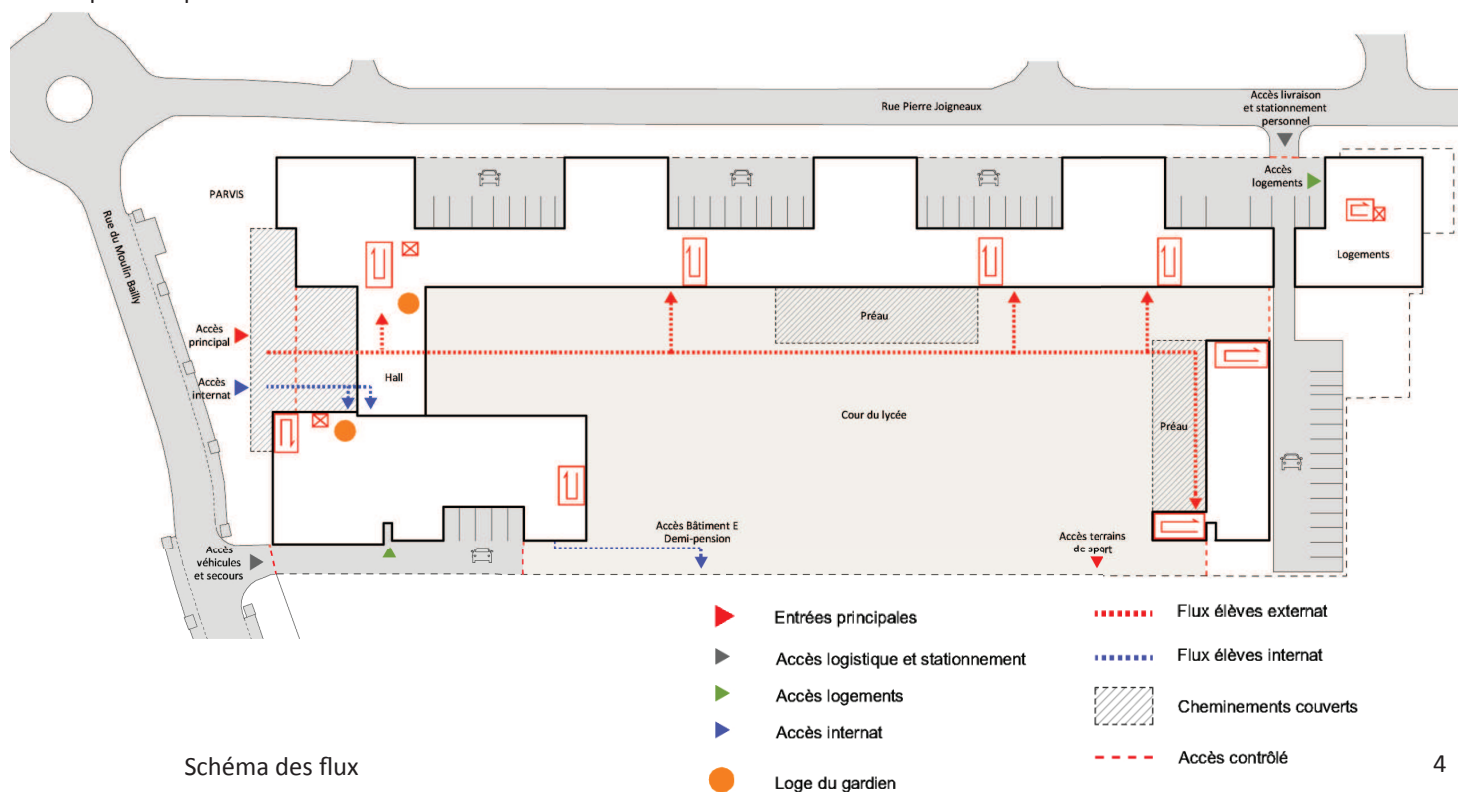 Rue Pierre Joigneaux
Accès livraison
et stationnement
personnel
Accès
logements
PARVIS
Rue du Moulin Bailly
Logements
Préau
Accès
principal
Accès
internat
Hall
Cour du lycée
Préau
Accès Bâtiment E
Demi-pension
Accès terrains
de sport
Accès
véhicules
et secours
Entrées principales
Accès logistique et stationnement
Accès logements
Accès internat
Loge du gardien
Flux élèves externat
Flux élèves internat
Cheminements couverts
Accès contrôlé
Schéma des flux
4